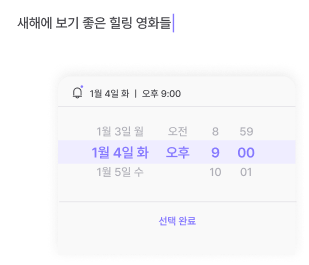 새해에 보기 좋은 힐링 영화들
1월 4일 화 | 오후 9:00
1월 3일 월 오전 8 59
1월 4일 화 오후 9 00
1월 5일 수 10 01
선택 완료